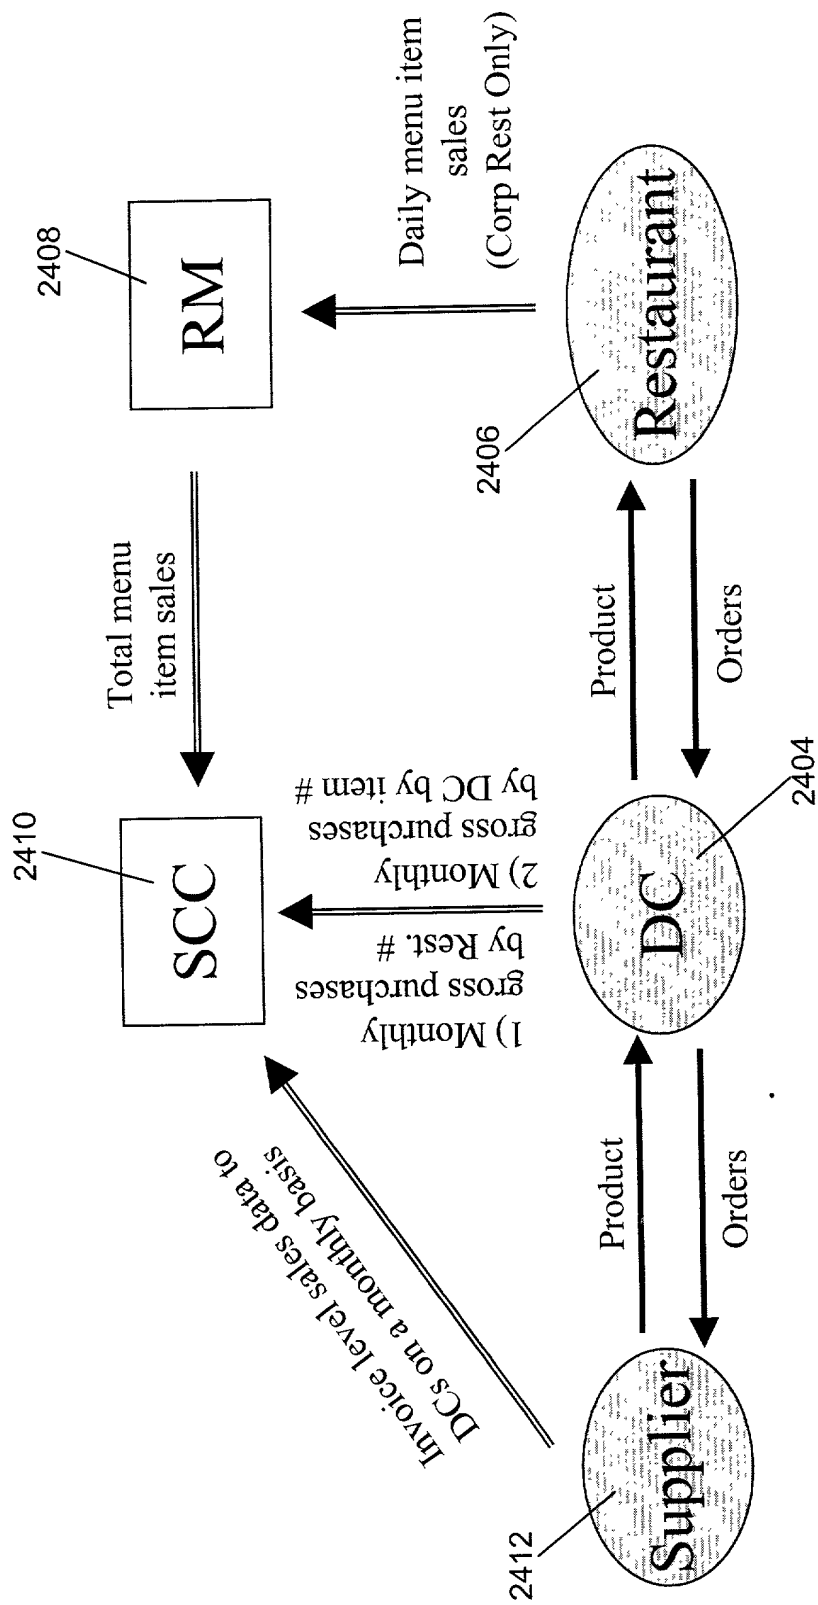 2410
SCC
Total menu
item sales
2408
RM
Invoice level sales data to
DCs on a monthly basis
1) Monthly
gross purchases
by Rest. #
2) Monthly
gross purchases
by DC by item #
Daily menu item
sales
(Corp Rest Only)
2412
Supplier
Product
Orders
DC
2404
Product
Orders
2406
Restaurant